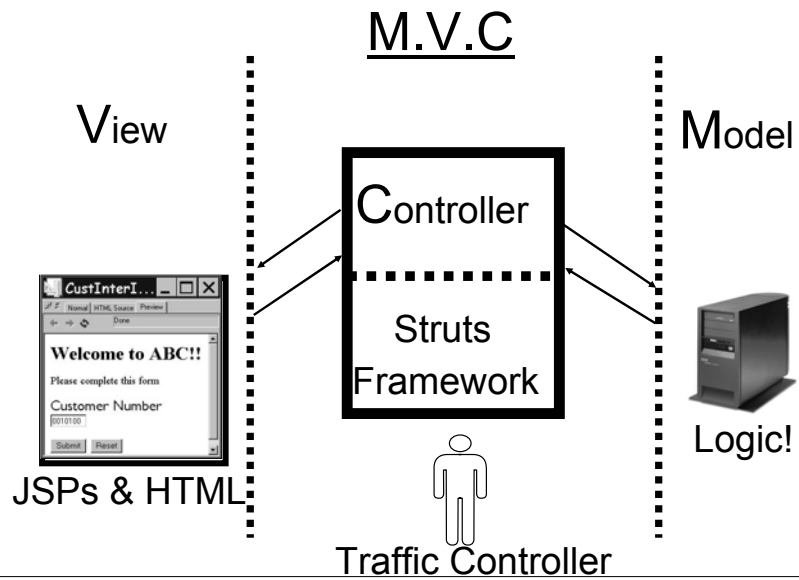 M.V.C
View
Model
Controller
Struts
Framework
CustInterI...
Normal HTML Source Preview
Done
Welcome to ABC!!
Please complete this form
Customer Number
0010100
Submit Reset
JSPs & HTML
Logic!
Traffic Controller